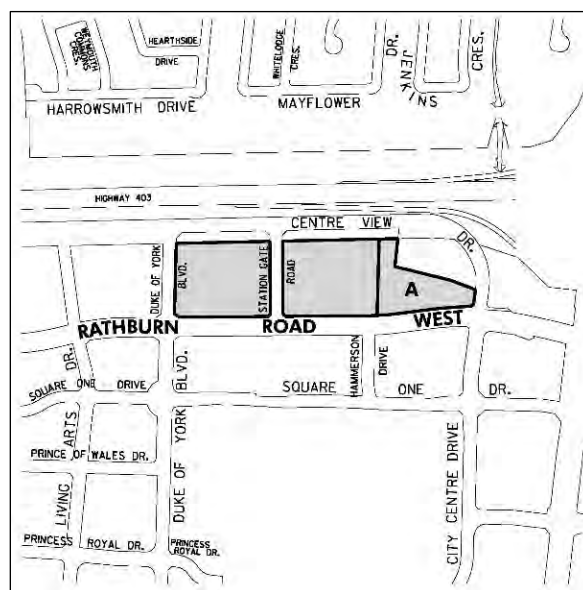 HEARTHSIDE
DRIVE
WHITELODGE
CRES.
DR.
JENKINS
CRES.
HARROWSMITH DRIVE
MAYFLOWER
HIGHWAY 403
CENTRE VIEW
DR.
DUKE OF YORK
BLVD.
STATION GATE
ROAD
A
RATHBURN
ROAD
WEST
SQUARE ONE DRIVE
DR.
BLVD.
SQUARE
HAMMERSON
DRIVE
ONE
DR.
ARTS
PRINCE OF WALES DR.
LIVING
DUKE OF YORK
CITY CENTRE DRIVE
PRINCESS
ROYAL DR.
PRINCESS
ROYAL DR.